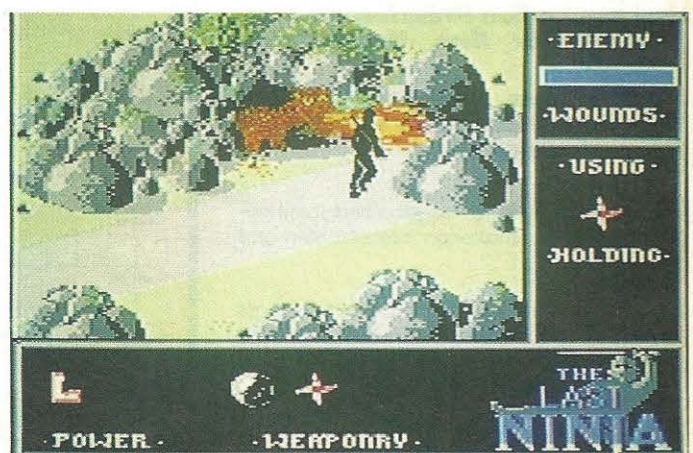 ·ENEMY·
·WOUNDS·
·USING·
·HOLDING·
·POWER·
·WEAPONRY·
THE
LAST
NINJA